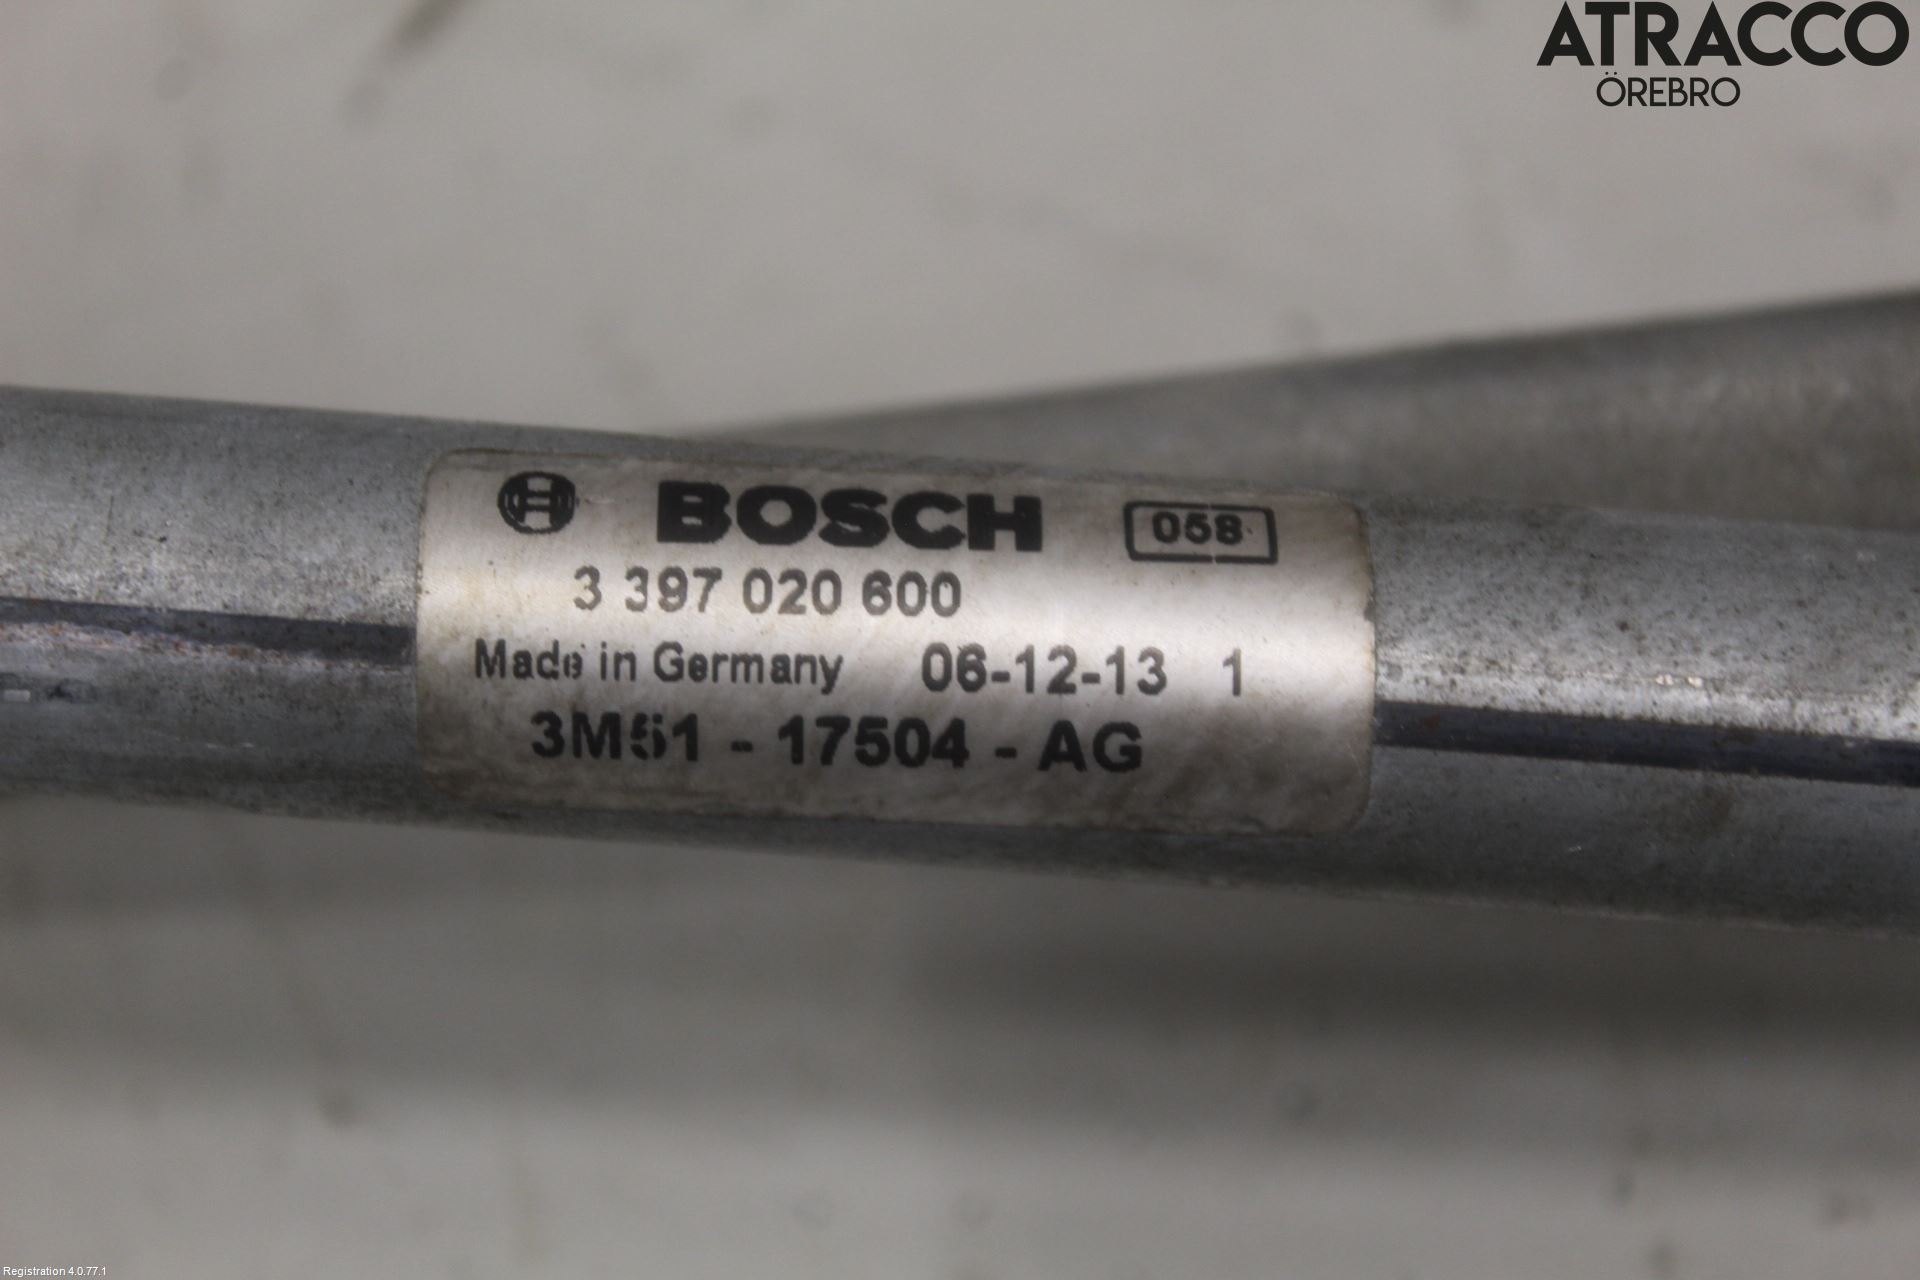 ATRACCO
ÖREBRO
BOSCH 058
3 397 020 600
Made in Germany 06-12-13 1
3M51 - 17504 - AG
Registration 4.0.77.1